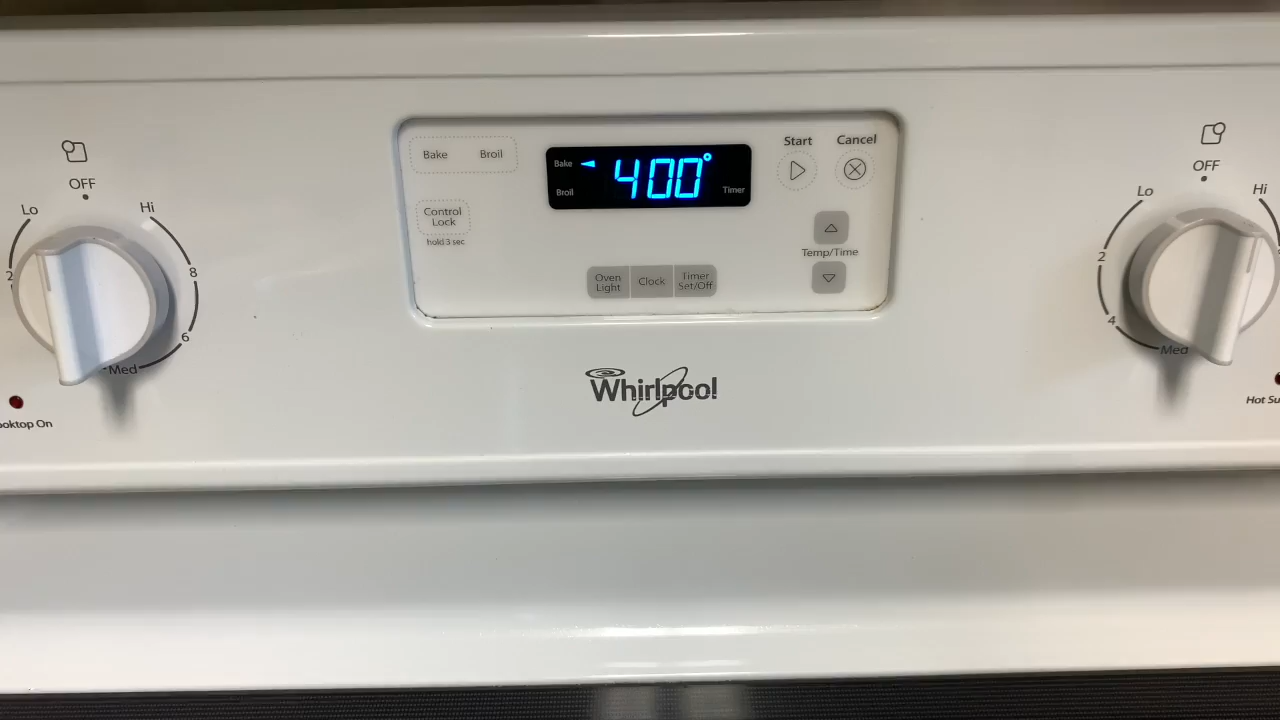 Bake Broil
Control
Lock
hold 3 sec
Bake 400°
Broil Timer
Start Cancel
Temp/Time
Oven
Light
Clock
Timer
Set/Off
Whirlpool
OFF
Lo Hi
2 8
6
Med
ooktop On
OFF
Lo Hi
2
4
Med
Hot Su